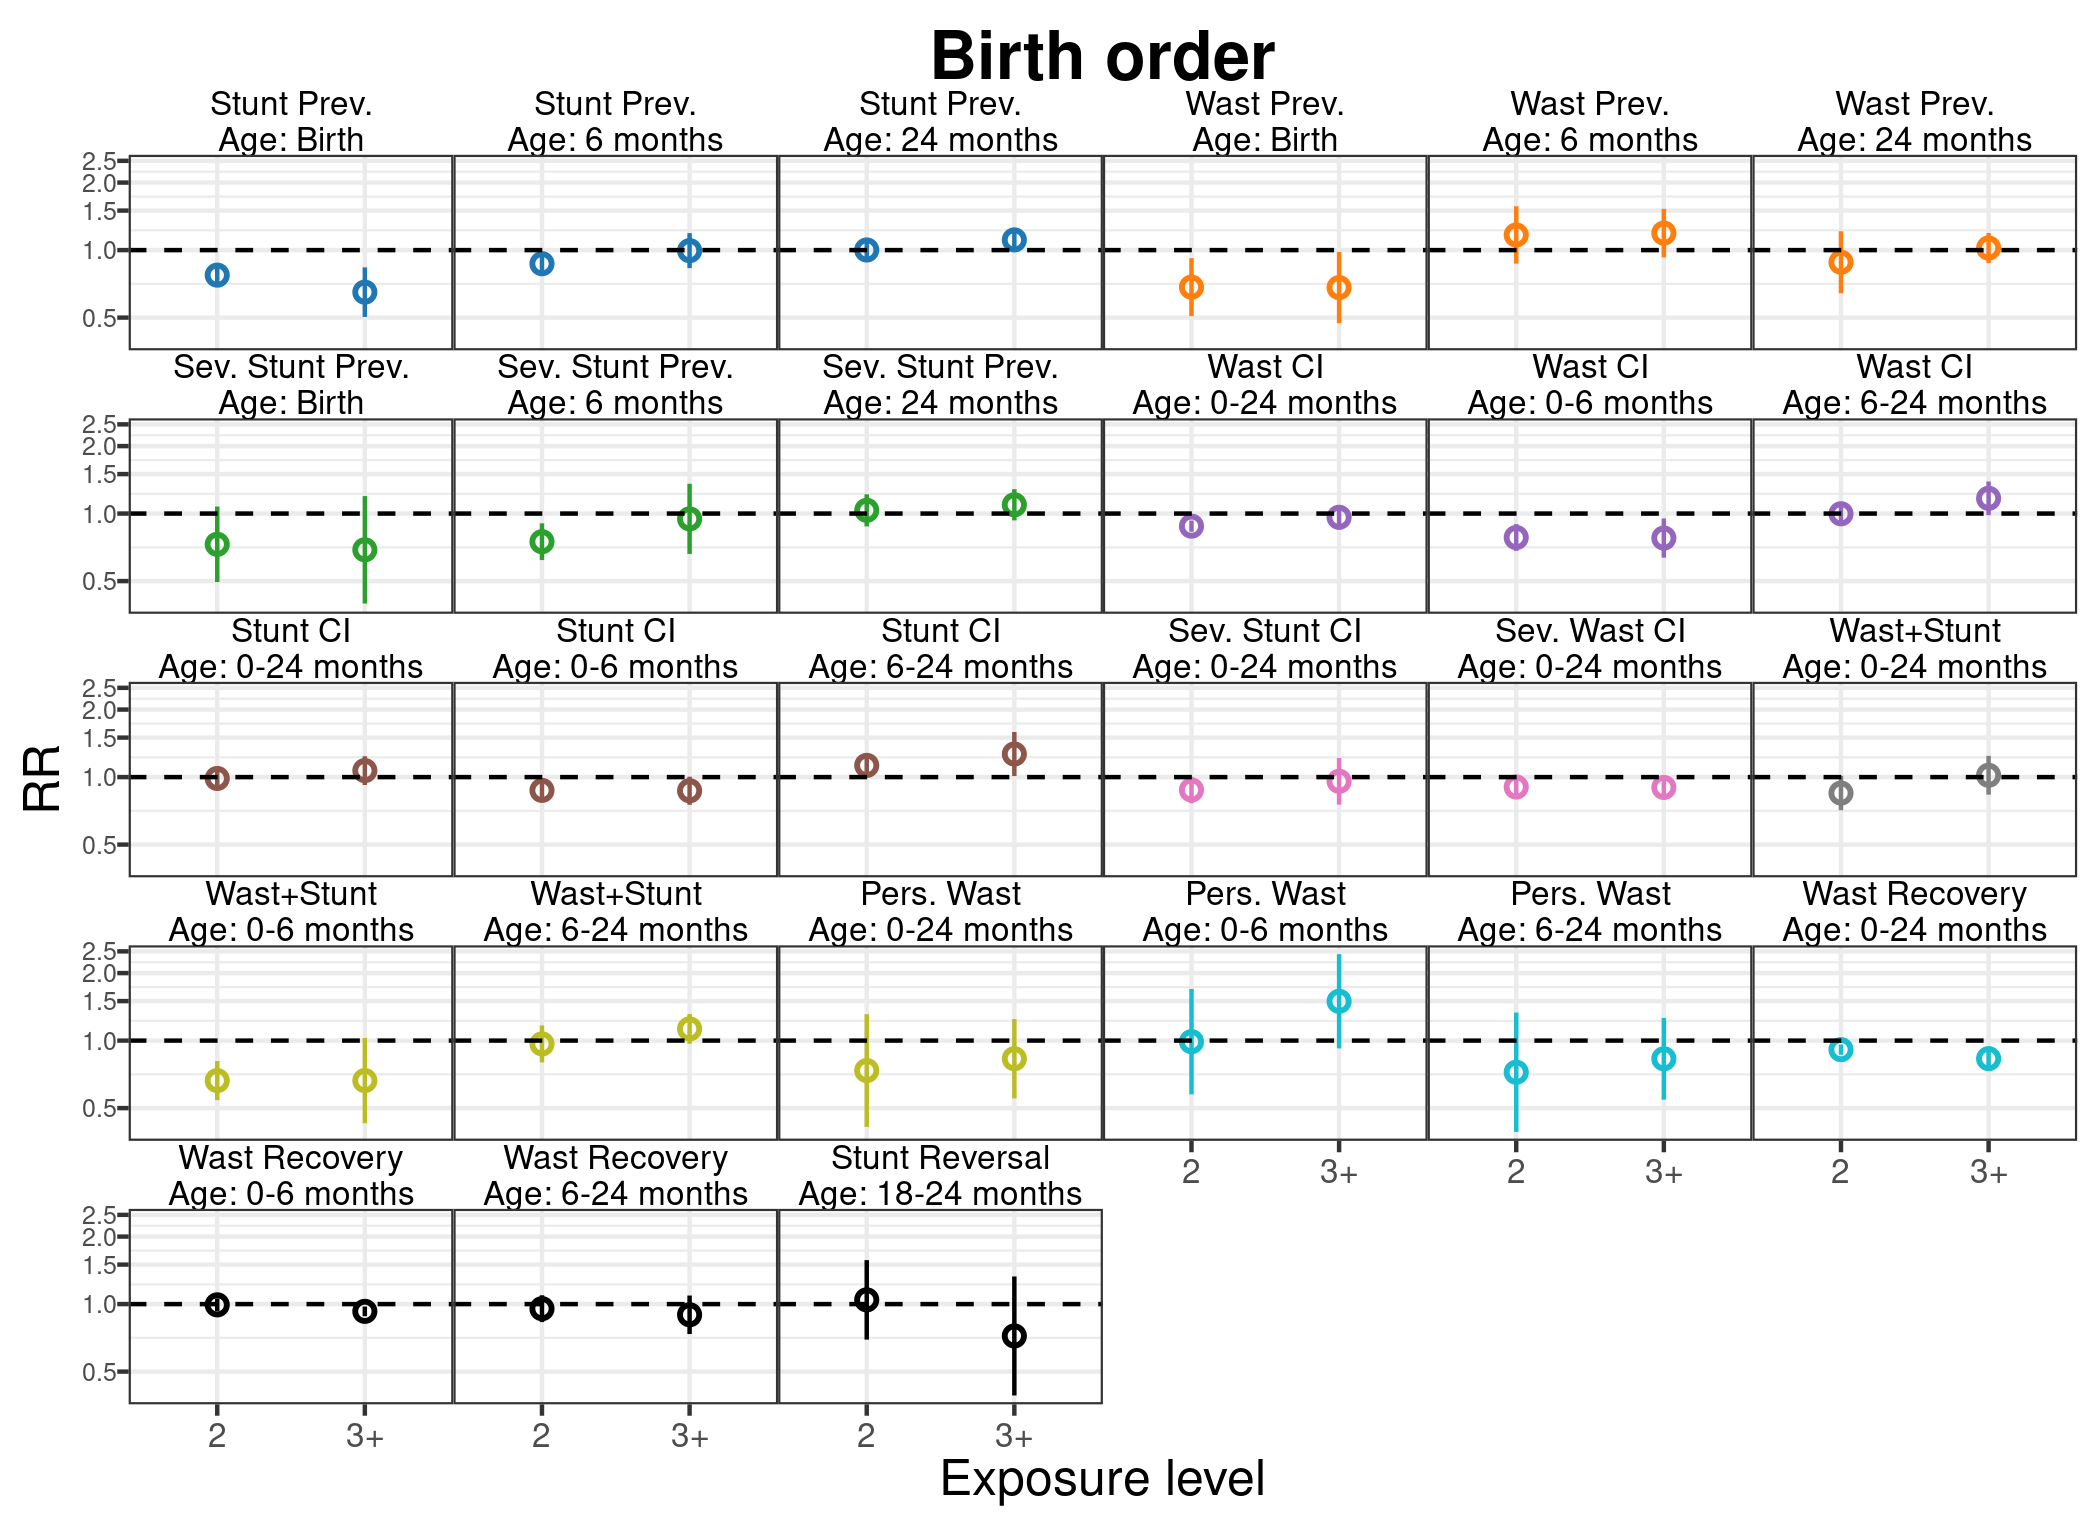 Birth order
Stunt Prev. Stunt Prev. Stunt Prev. Wast Prev. Wast Prev. Wast Prev.
Age: Birth Age: 6 months Age: 24 months Age: Birth Age: 6 months Age: 24 months
2.5
2.0
1.5
1.0
0.5
Sev. Stunt Prev. Sev. Stunt Prev. Sev. Stunt Prev. Wast CI Wast CI Wast CI
Age: Birth Age: 6 months Age: 24 months Age: 0-24 months Age: 0-6 months Age: 6-24 months
2.5
2.0
1.5
1.0
0.5
Stunt CI Stunt CI Stunt CI Sev. Stunt CI Sev. Wast CI Wast+Stunt
Age: 0-24 months Age: 0-6 months Age: 6-24 months Age: 0-24 months Age: 0-24 months Age: 0-24 months
2.5
2.0
1.5
1.0
0.5
RR
Wast+Stunt Wast+Stunt Pers. Wast Pers. Wast Pers. Wast Wast Recovery
Age: 0-6 months Age: 6-24 months Age: 0-24 months Age: 0-6 months Age: 6-24 months Age: 0-24 months
2.5
2.0
1.5
1.0
0.5
2 3+ 2 3+ 2 3+
Wast Recovery Wast Recovery Stunt Reversal
Age: 0-6 months Age: 6-24 months Age: 18-24 months
2.5
2.0
1.5
1.0
0.5
2 3+ 2 3+ 2 3+
Exposure level